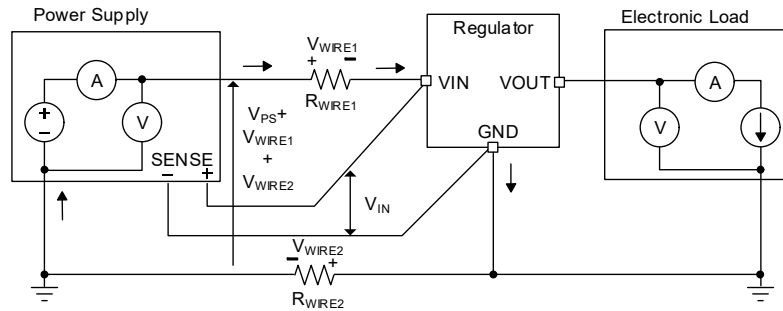 Power Supply
Regulator
Electronic Load
A
V
+
−
SENSE
−
+
VWIRE1
+
-
RWIRE1
VPS+
VWIRE1
+
VWIRE2
VIN
VOUT
GND
VIN
VWIRE2
-
+
RWIRE2
A
V